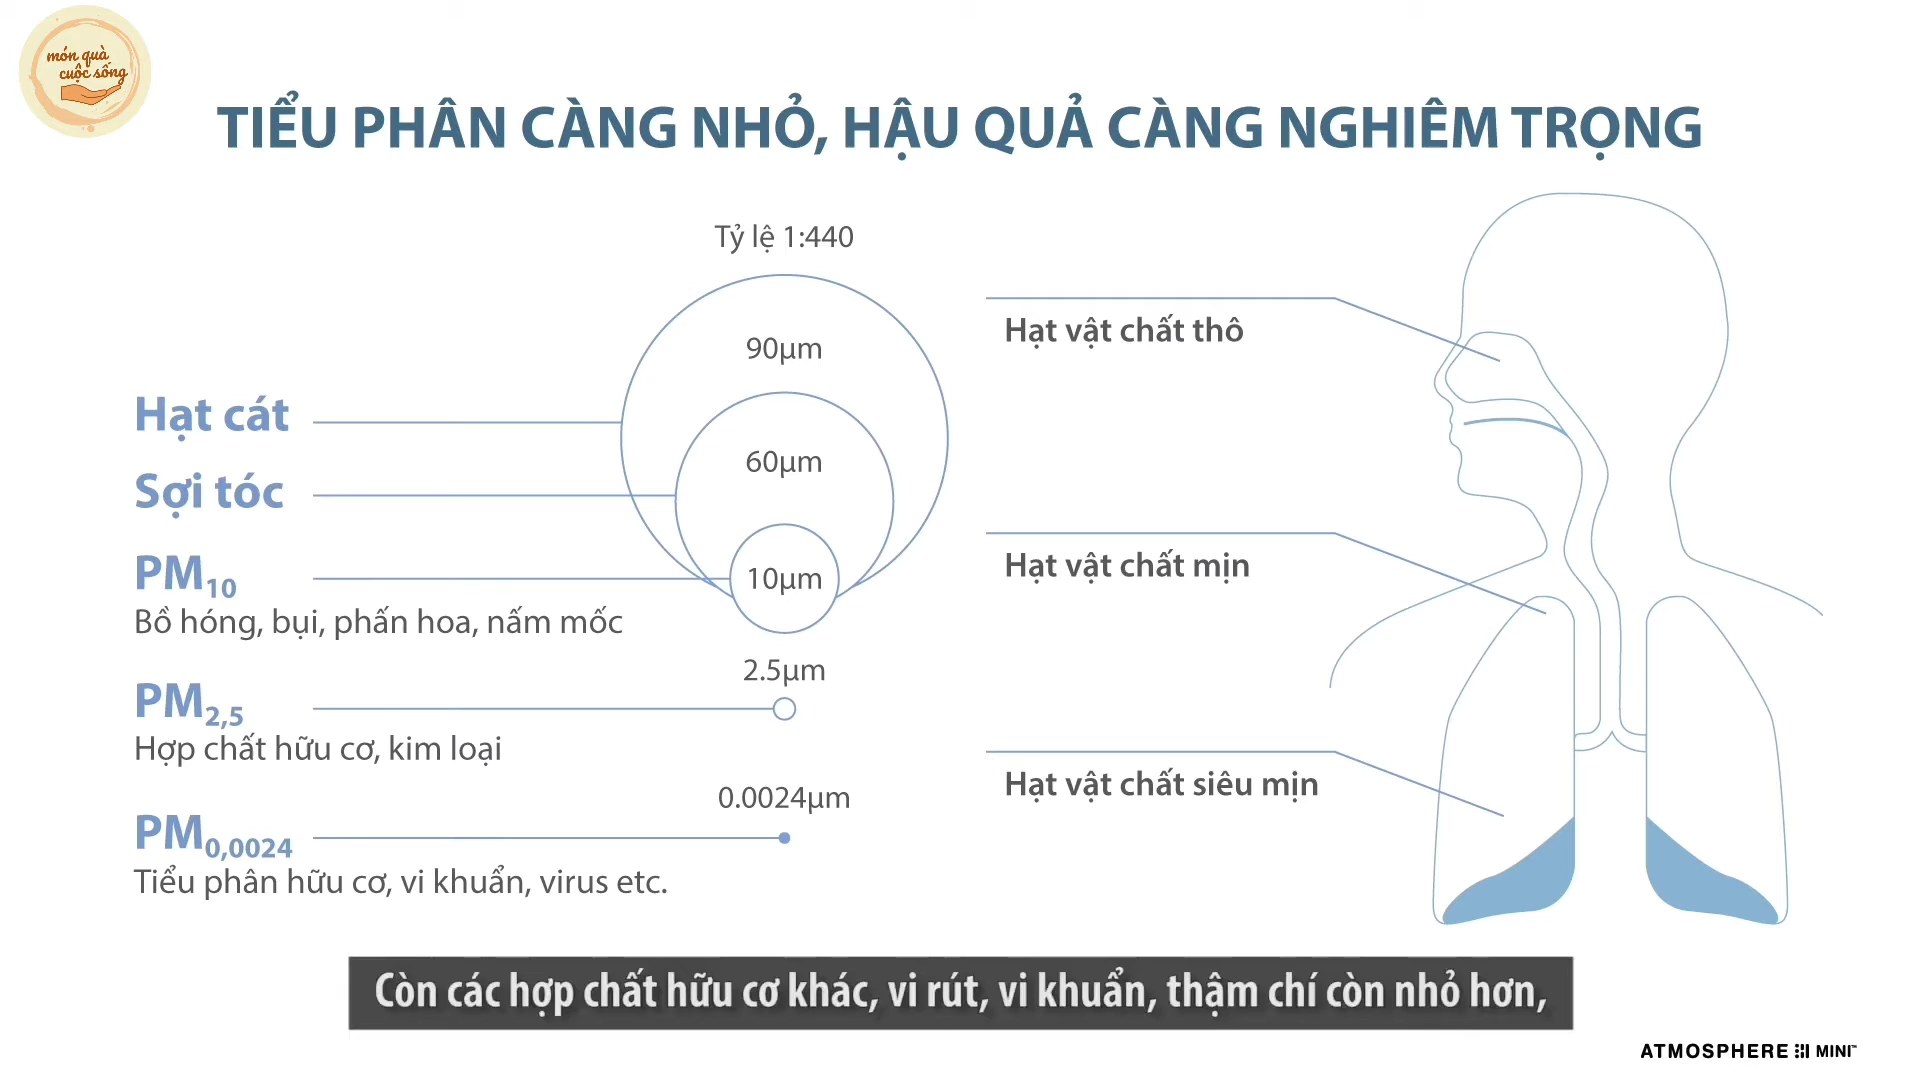 món quà
cuộc sống
TIỂU PHÂN CÀNG NHỎ, HẬU QUẢ CÀNG NGHIÊM TRỌNG
Tỷ lệ 1:440
90µm
Hạt cát
60µm
Sợi tóc
PM10
10µm
Bồ hóng, bụi, phấn hoa, nấm mốc
2.5µm
PM2,5
Hợp chất hữu cơ, kim loại
0.0024µm
PM0,0024
Tiểu phân hữu cơ, vi khuẩn, virus etc.
Hạt vật chất thô
Hạt vật chất mịn
Hạt vật chất siêu mịn
Còn các hợp chất hữu cơ khác, vi rút, vi khuẩn, thậm chí còn nhỏ hơn,
ATMOSPHERE MINI™